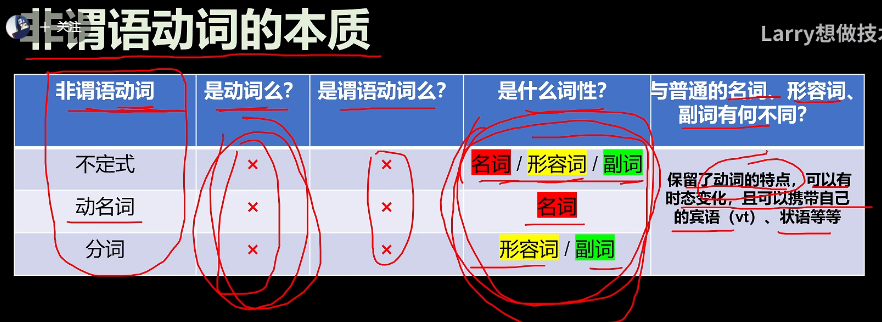 + 关注
非谓语动词的本质
Larry想做技
非谓语动词 是动词么? 是谓语动词么? 是什么词性? 与普通的名词、形容词、
副词有何不同?
不定式 × × 名词 / 形容词 / 副词
动名词 × × 名词
分词 × × 形容词 / 副词
保留了动词的特点，可以有
时态变化，且可以携带自己
的宾语（vt）、状语等等